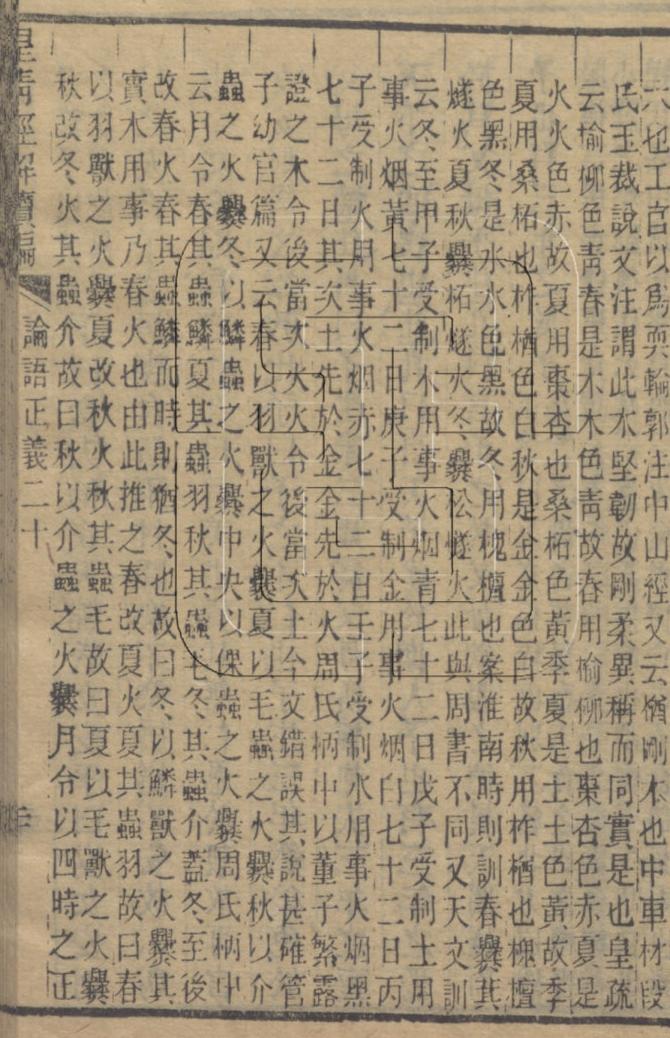 穴也工官以爲耎輪郭注中山經又云楢剛木也中車材段
氏玉裁說文注謂此木堅韌故剛柔異稱而同實是也皇疏
云榆柳色靑春是木木色靑故春用榆柳也棗杏色赤夏是
火火色赤故夏用棗杏也桑柘色黃季夏是土土色黃故季
夏用桑柘也柞楢色白秋是金金色白故秋用柞楢也槐檀
色黑冬是水水色黑故冬用槐檀也案淮南時則訓春爨萁
燧火夏秋爨柘燧火冬爨松燧火此與周書不同又天文訓
云冬至甲子受制木用事火烟靑七十二日戊子受制土用
事火烟黃七十二日庚子受制金用事火烟白七十二日丙
子受制火用事火烟赤七十二日壬子受制水用事火烟黑
七十二日其次土先於金金先於火周氏柄中以董子繁露
證之木令後當次火火令後當次土今文錯誤其說甚確管
子幼官篇又云春以羽獸之火爨夏以毛蟲之火爨秋以介
蟲之火爨冬以鱗蟲之火爨中央以倮蟲之火爨周氏柄中
云月令春其蟲鱗夏其蟲羽秋其蟲毛冬其蟲介蓋冬至後
故春火春其蟲鱗而時則猶冬也故曰冬以鱗獸之火爨其
實木用事乃春火也由此推之春改夏火夏其蟲羽故曰春
以羽獸之火爨夏改秋火秋其蟲毛故曰夏以毛獸之火爨
秋改冬火其蟲介故曰秋以介蟲之火爨月令以四時之正
皇淸經解續編 論語正義二十